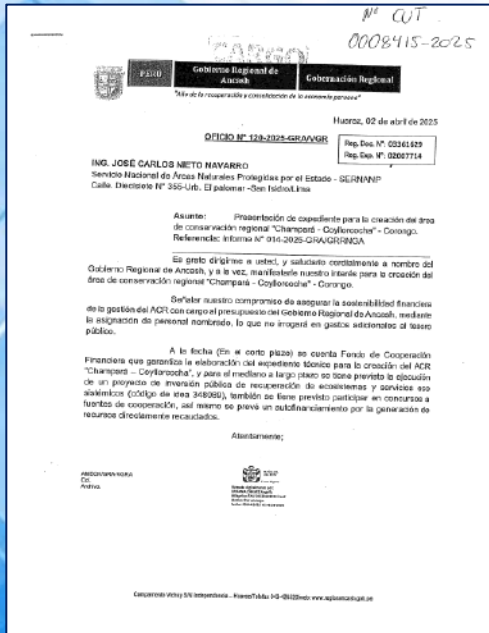 Nº CUT
0008415-2025
CARGO
PERÚ
Gobierno Regional de Ancash
Gobernación Regional
"Año de la recuperación y consolidación de la economía peruana"
Huaraz, 02 de abril de 2025
OFICIO Nº 120-2025-GRA/VGR
Reg. Doc. Nº: 03361629
Reg. Exp. Nº: 02007714
ING. JOSÉ CARLOS NIETO NAVARRO
Servicio Nacional de Áreas Naturales Protegidas por el Estado - SERNANP
Calle. Diecisiete Nº 355-Urb. El palomar -San Isidro/Lima
Asunto: Presentación de expediente para la creación del área
de conservación regional "Champará - Coyllorcocha" - Corongo.
Referencia: Informe Nº 014-2025-GRA/GRRNGA
Es grato dirigirme a usted, y saludarlo cordialmente a nombre del
Gobierno Regional de Ancash, y a la vez, manifestarle nuestro interés para la creación del
área de conservación regional "Champará - Coyllorcocha" - Corongo.
Señalar nuestro compromiso de asegurar la sostenibilidad financiera
de la gestión del ACR con cargo al presupuesto del Gobierno Regional de Ancash, mediante
la asignación de personal nombrado, lo que no irrogará en gastos adicionales al tesoro
público.
A la fecha (En el corto plazo) se cuenta Fondo de Cooperación
Financiera que garantiza la elaboración del expediente técnico para la creación del ACR
"Champará - Coyllorcocha", y para el mediano a largo plazo se tiene previsto la ejecución
de un proyecto de inversión pública de recuperación de ecosistemas y servicios eco
sistémicos (código de idea 348089), también se tiene previsto participar en concursos a
fuentes de cooperación, así mismo se prevé un autofinanciamiento por la generación de
recursos directamente recaudados.
Atentamente;
Archivo